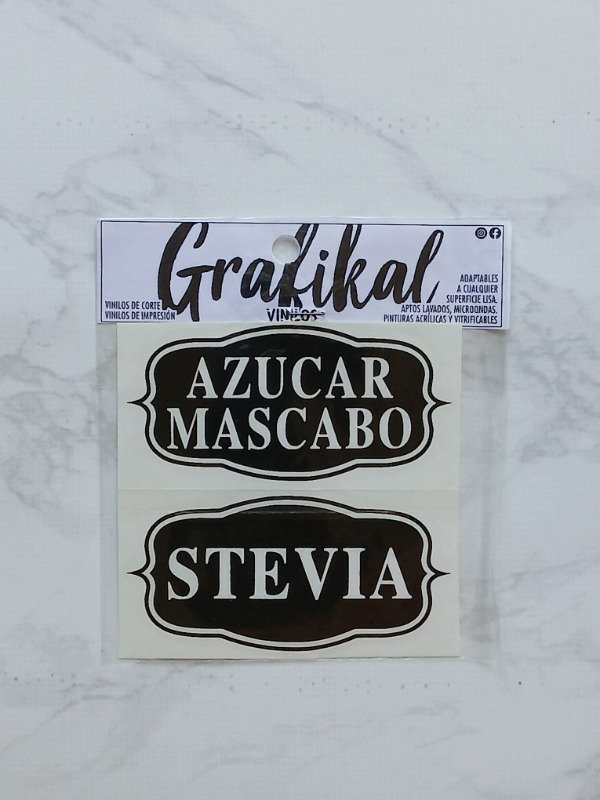 Grafikal
VINILOS
VINILOS DE CORTE
VINILOS DE IMPRESIÓN
ADAPTABLES
A CUALQUIER
SUPERFICIE LISA.
APTOS LAVADOS, MICROONDAS.
PINTURAS ACRÍLICAS Y VITRIFICABLES
AZUCAR
MASCABO
STEVIA